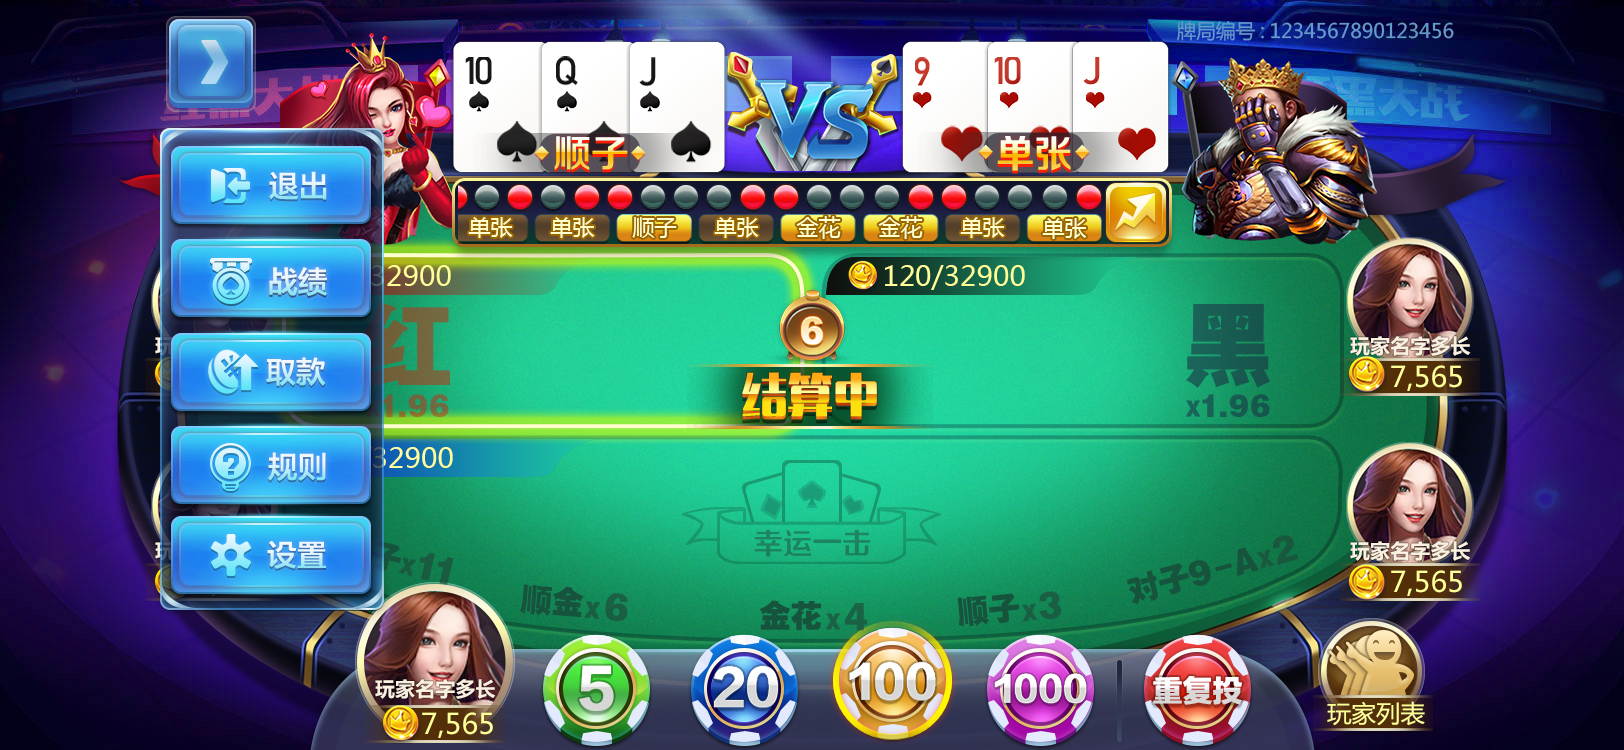 牌局编号:1234567890123456
10
Q
J
顺子
VS
9
10
J
单张
单张
单张
顺子
单张
金花
金花
单张
单张
退出
战绩
取款
规则
设置
32900
120/32900
6
结算中
红
x1.96
黑
x1.96
32900
幸运一击
子x11
顺金x6
金花x4
顺子x3
对子9-Ax2
玩家名字多长
7,565
玩家名字多长
7,565
玩家名字多长
7,565
5
20
100
1000
重复投
玩家列表